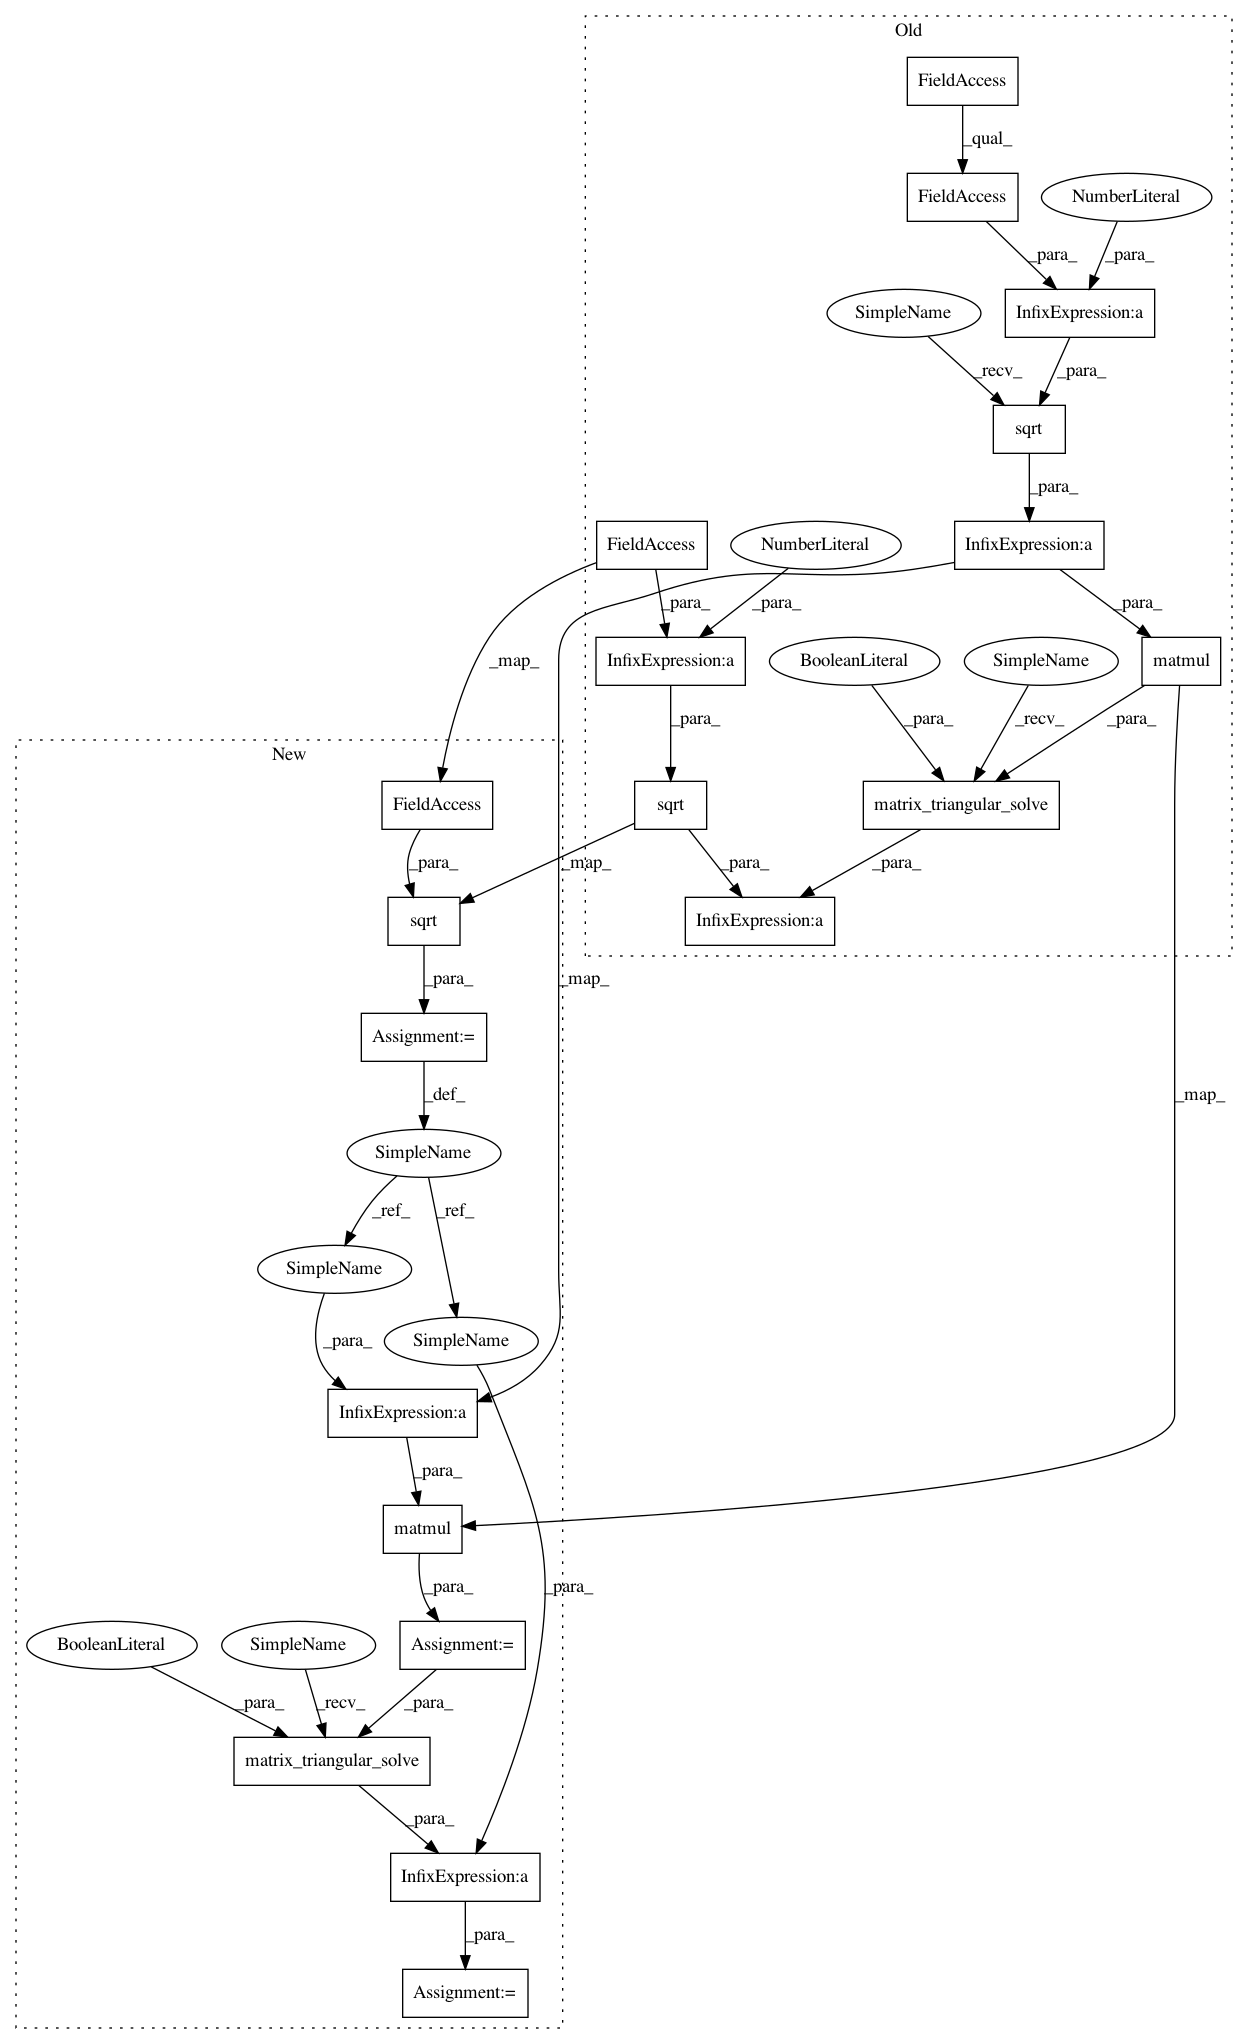 Old
FieldAccess
_qual_
FieldAccess
NumberLiteral
_para_
_para_
SimpleName
InfixExpression:a
_recv_
_para_
sqrt
_para_
FieldAccess
NumberLiteral
InfixExpression:a
_para_
_para_
_para_
_map_
InfixExpression:a
BooleanLiteral
SimpleName
matmul
_para_
_para_
_recv_
_para_
New
FieldAccess
sqrt
matrix_triangular_solve
_para_
_map_
_para_
_para_
sqrt
InfixExpression:a
_para_
_map_
Assignment:=
_def_
_map_
SimpleName
_ref_
_ref_
SimpleName
SimpleName
_para_
InfixExpression:a
_para_
matmul
_para_
_para_
BooleanLiteral
SimpleName
Assignment:=
_para_
_recv_
_para_
matrix_triangular_solve
_para_
InfixExpression:a
_para_
Assignment:=